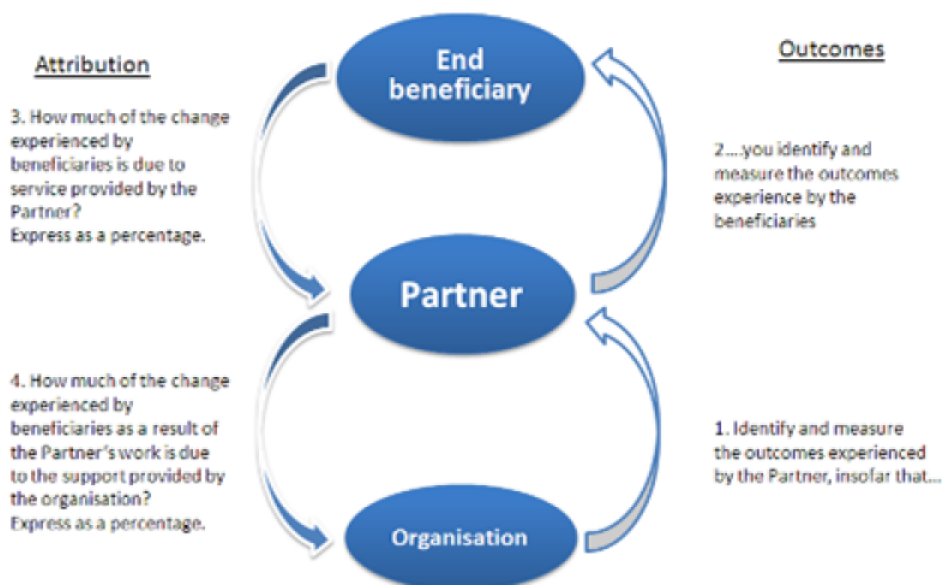 Attribution
3. How much of the change
experienced by
beneficiaries is due to
service provided by the
Partner?
Express as a percentage.
4. How much of the change
experienced by
beneficiaries as a result of
the Partner's work is due
to the support provided by
the organisation?
Express as a percentage.
End
beneficiary
Partner
Organisation
Outcomes
2....you identify and
measure the outcomes
experience by the
beneficiaries
1. Identify and measure
the outcomes experienced
by the Partner, insofar that...